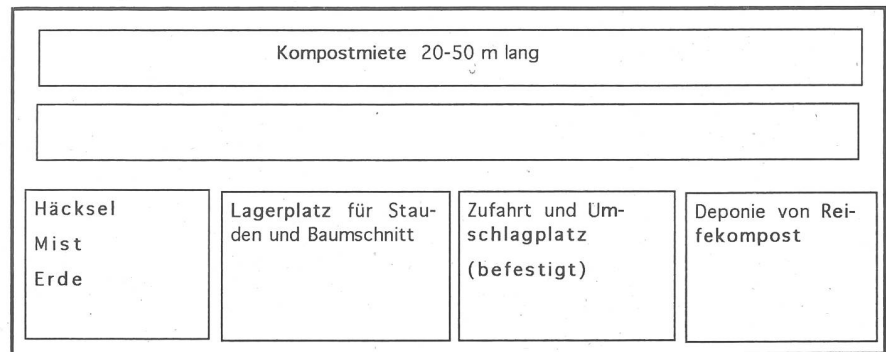 Kompostmiete 20-50 m lang
Häcksel
Mist
Erde
Lagerplatz für Stau-
den und Baumschnitt
Zufahrt und Um-
schlagplatz
(befestigt)
Deponie von Rei-
fekompost